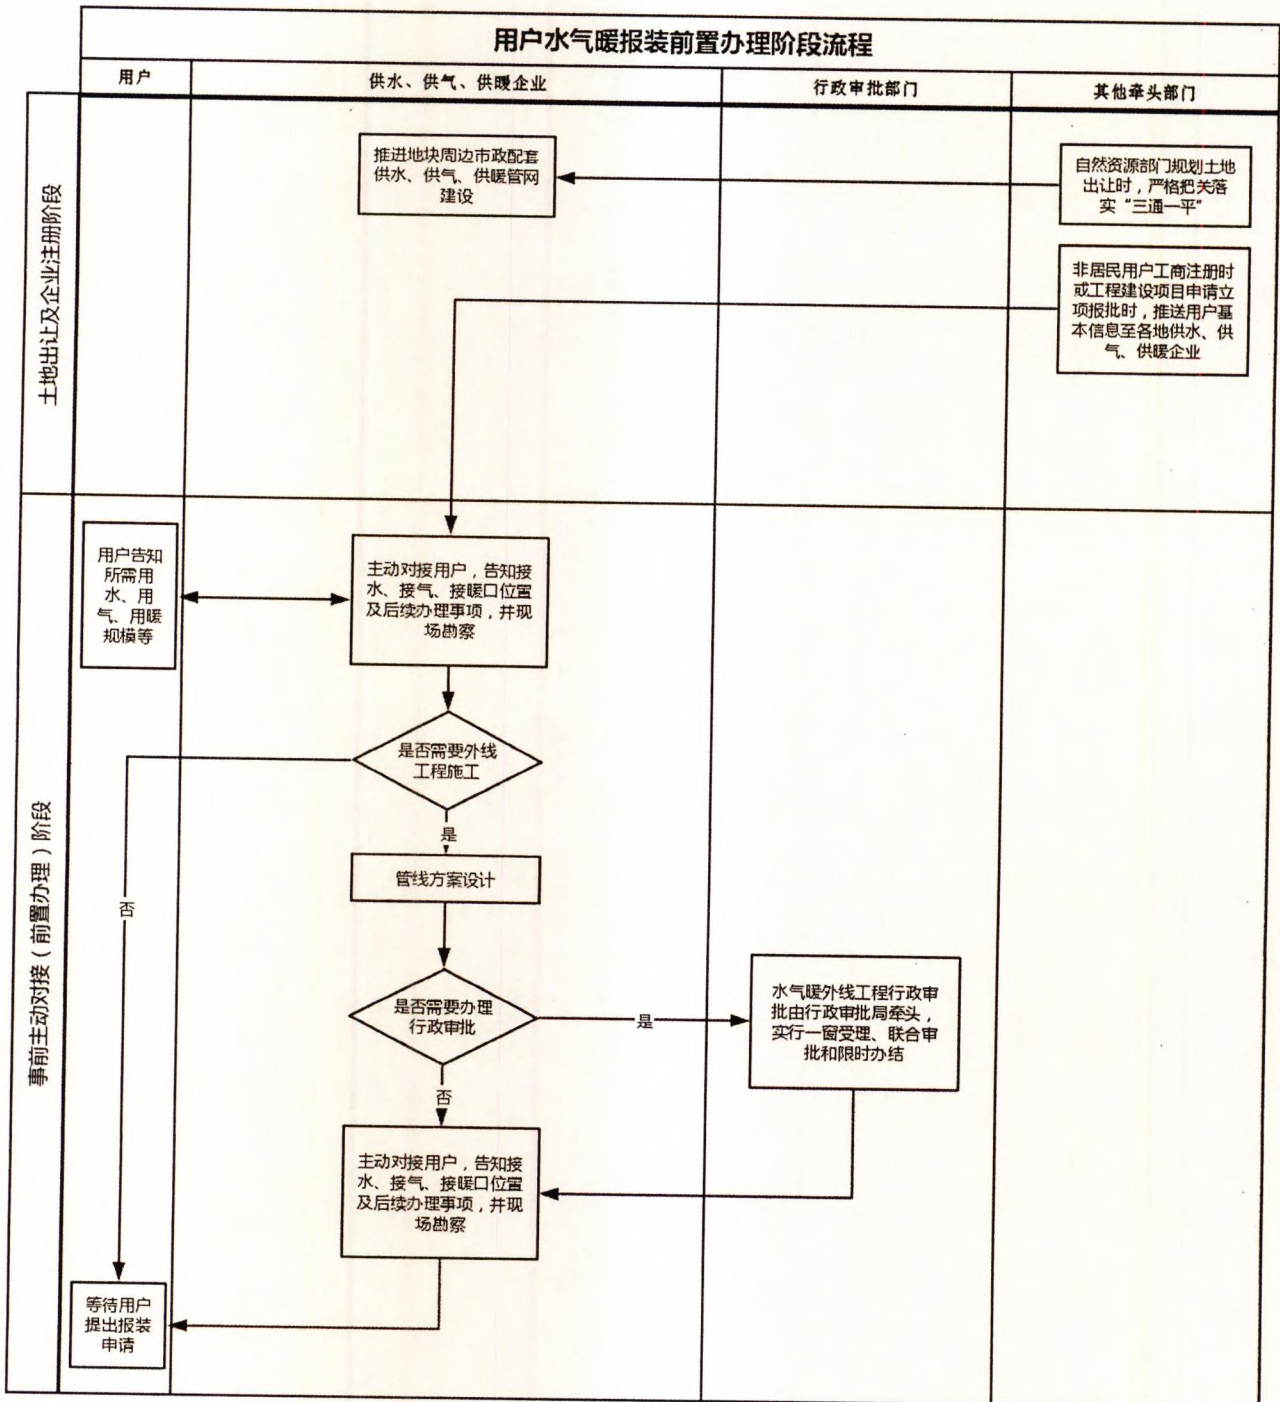 用户水气暖报装前置办理阶段流程
用户
供水、供气、供暖企业
行政审批部门
其他牵头部门
土地出让及企业注册阶段
推进地块周边市政配套
供水、供气、供暖管网
建设
自然资源部门规划土地
出让时，严格把关落
实“三通一平”
非居民用户工商注册时
或工程建设项目申请立
项报批时，推送用户基
本信息至各地供水、供
气、供暖企业
事前主动对接（前置办理）阶段
用户告知
所需用
水、用
气、用暖
规模等
主动对接用户，告知接
水、接气、接暖口位置
及后续办理事项，并现
场勘察
是否需要外线
工程施工
是
否
管线方案设计
是否需要办理
行政审批
是
水气暖外线工程行政审
批由行政审批局牵头，
实行一窗受理、联合审
批和限时办结
否
主动对接用户，告知接
水、接气、接暖口位置
及后续办理事项，并现
场勘察
等待用户
提出报装
申请